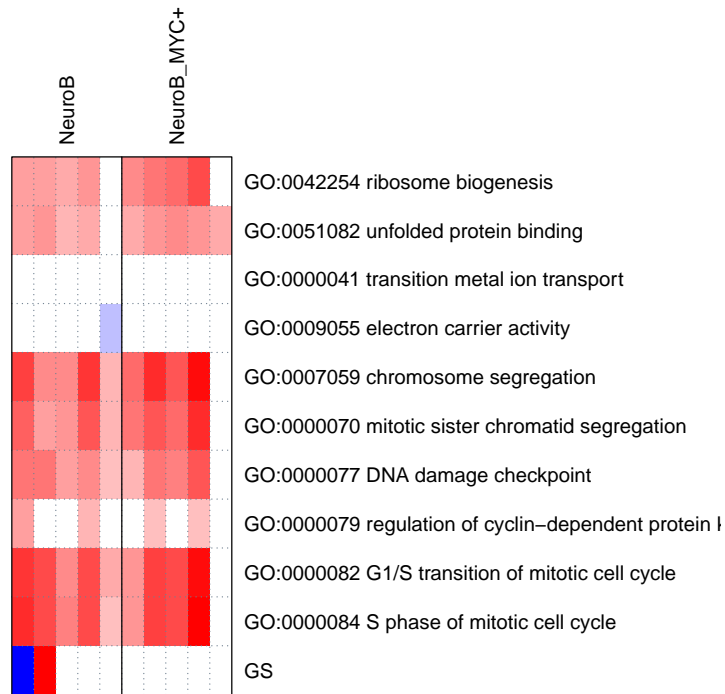 NeuroB
NeuroB_MYC+
GO:0042254 ribosome biogenesis
GO:0051082 unfolded protein binding
GO:0000041 transition metal ion transport
GO:0009055 electron carrier activity
GO:0007059 chromosome segregation
GO:0000070 mitotic sister chromatid segregation
GO:0000077 DNA damage checkpoint
GO:0000079 regulation of cyclin−dependent protein
GO:0000082 G1/S transition of mitotic cell cycle
GO:0000084 S phase of mitotic cell cycle
GS